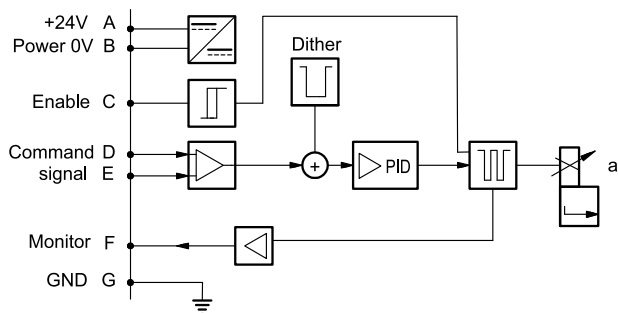 +24V A
Power 0V B
Dither
Enable C
Command D
signal E
+
PID
a
Monitor F
GND G